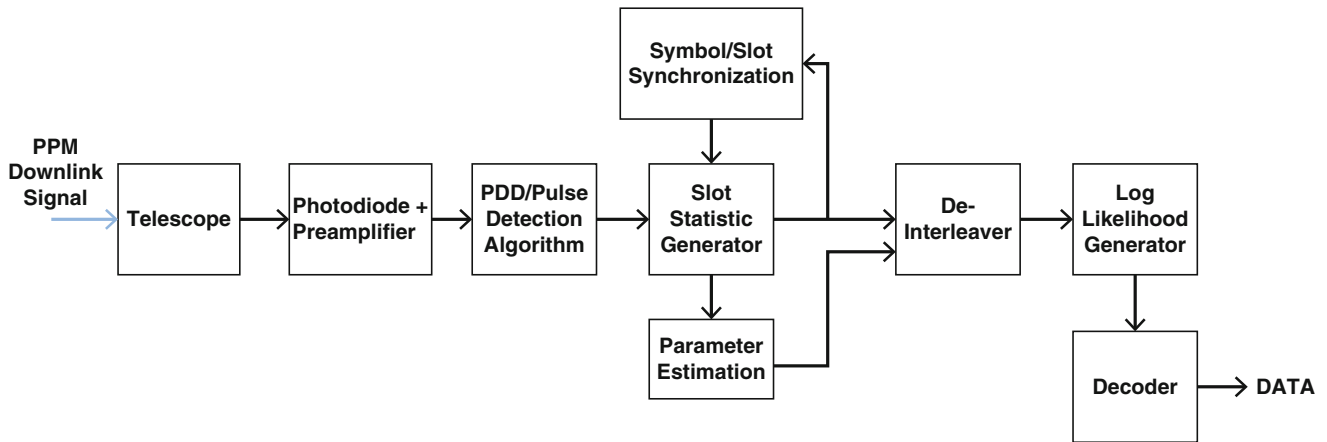 Symbol/Slot
Synchronization
PPM
Downlink
Signal
Telescope
Photodiode +
Preamplifier
PDD/Pulse
Detection
Algorithm
Slot
Statistic
Generator
De-
Interleaver
Log
Likelihood
Generator
Parameter
Estimation
Decoder
DATA